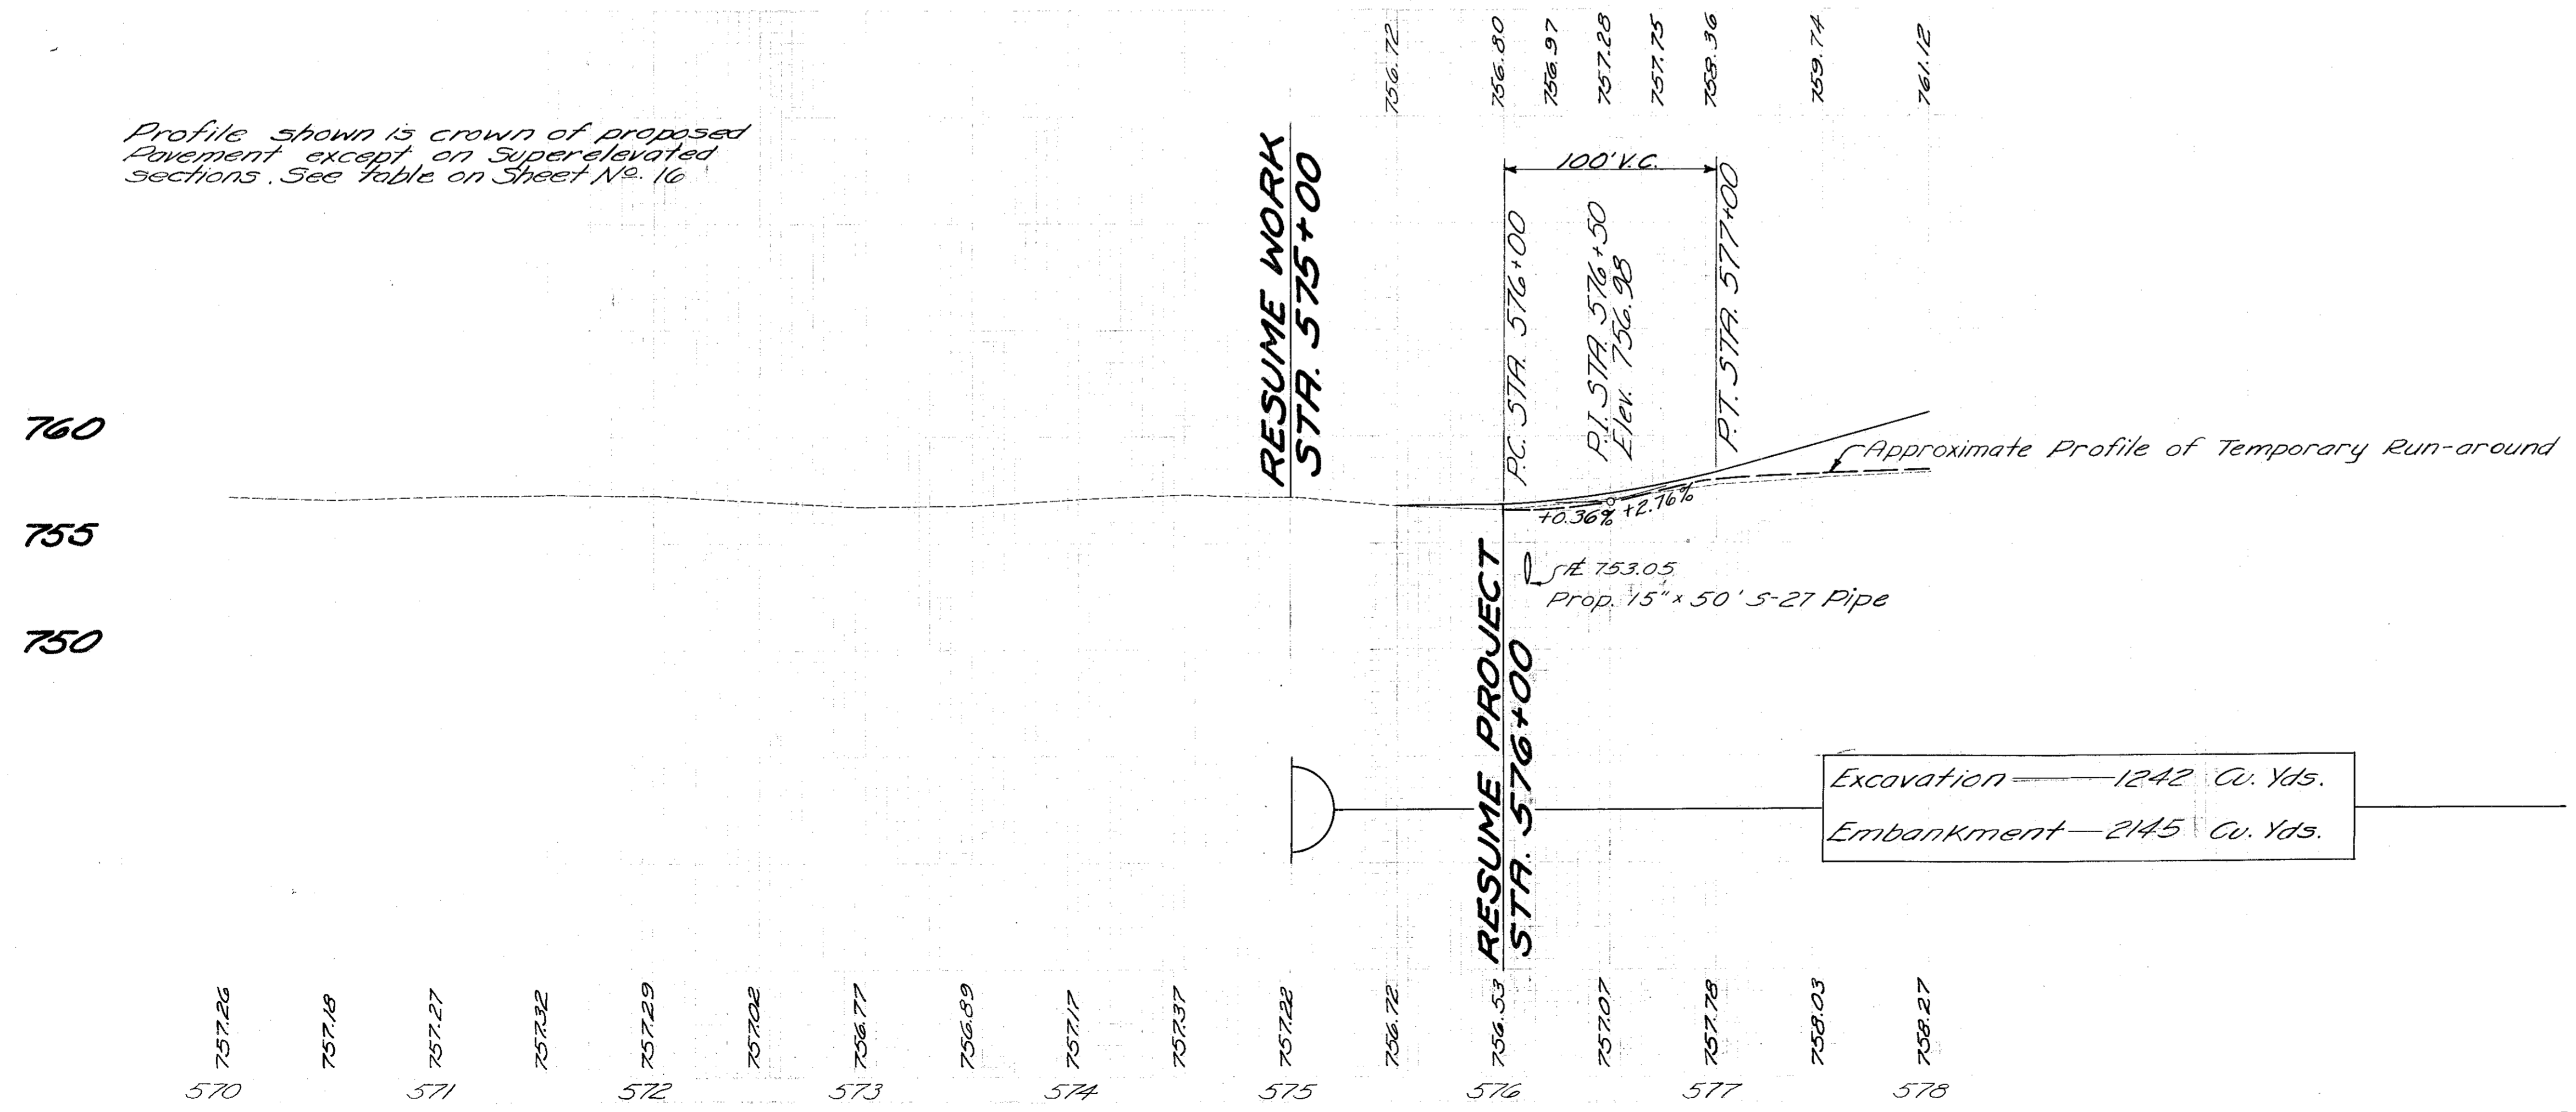 756.72
756.80
756.97
757.28
757.75
758.36
759.74
761.12
Profile shown is crown of proposed
Pavement except on Superelevated
sections. See table on Sheet No. 16
RESUME WORK
STA. 575+00
100' V.C.
P.C. STA. 576+00
P.I. STA. 576+50
Elev. 756.98
P.T. STA. 577+00
760
755
750
Approximate Profile of Temporary Run-around
+0.36%
+2.76%
753.05
Prop. 15" x 50' S-27 Pipe
RESUME PROJECT
STA. 576+00
Excavation — 1242 Cu. Yds.
Embankment — 2145 Cu. Yds.
757.26
757.18
757.27
757.32
757.29
757.02
756.77
756.89
757.17
757.37
757.22
756.72
756.53
757.07
757.78
758.03
758.27
570
571
572
573
574
575
576
577
578